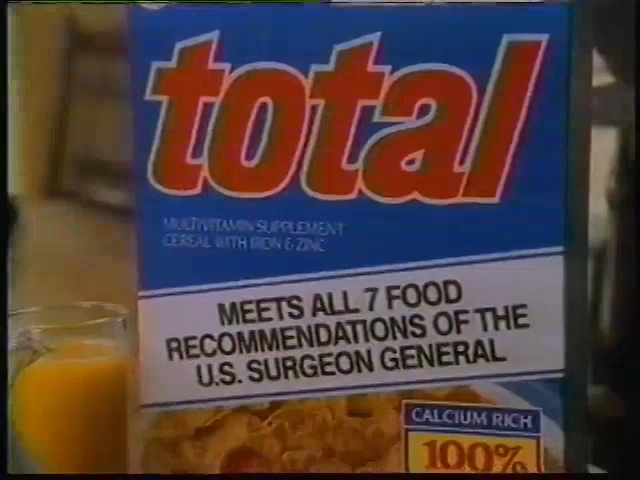 total
MULTIVITAMIN SUPPLEMENT
CEREAL WITH IRON & ZINC
MEETS ALL 7 FOOD
RECOMMENDATIONS OF THE
U.S. SURGEON GENERAL
CALCIUM RICH
100%